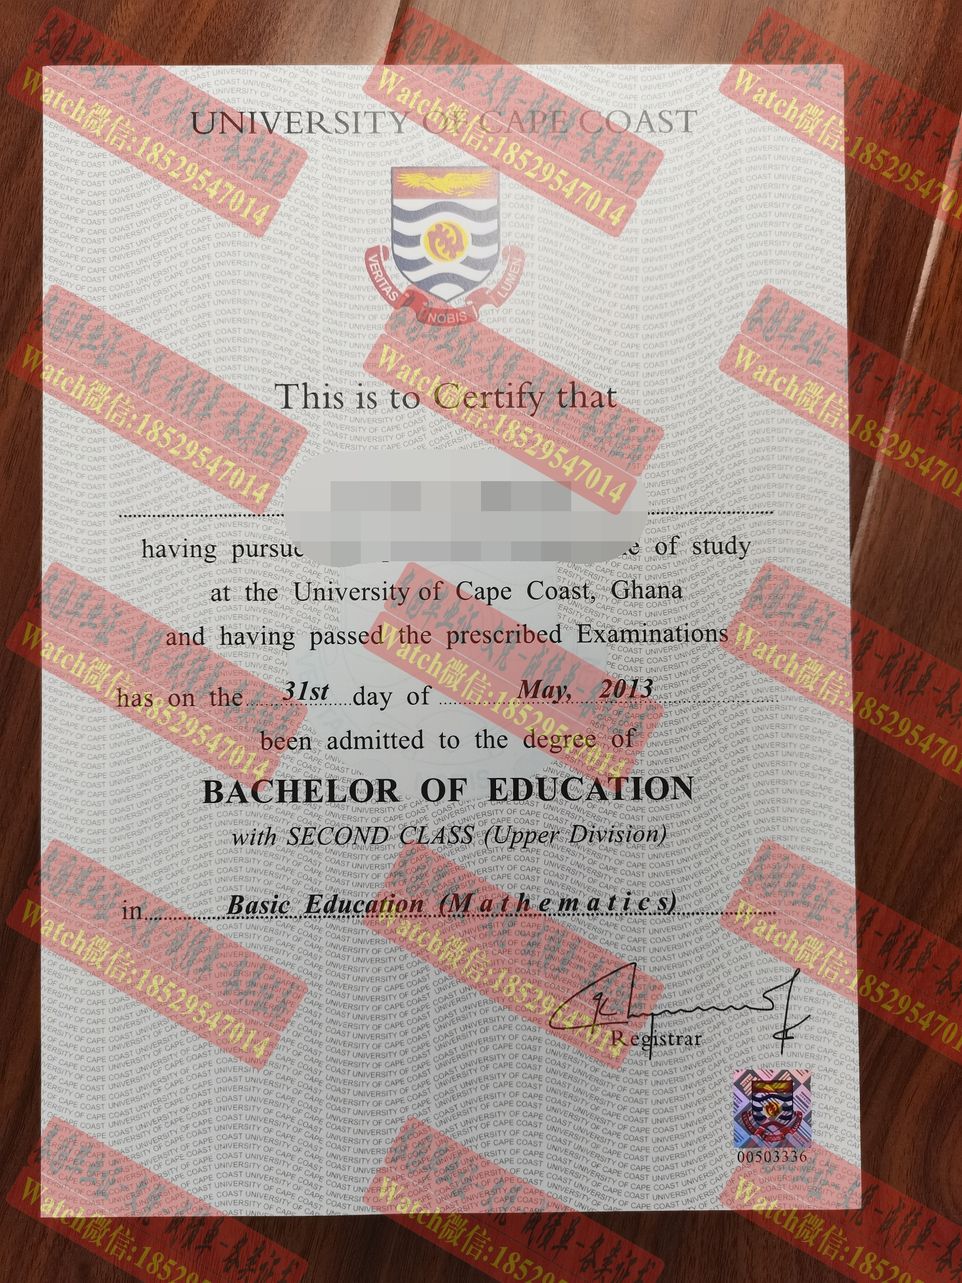 UNIVERSITY OF CAPE COAST
VERITAS NOBIS LUMEN
This is to Certify that
having of study
at the University of Cape Coast, Ghana
and having passed the prescribed Examinations
has on the 31st day of May, 2013
been admitted to the degree of
BACHELOR OF EDUCATION
with SECOND CLASS (Upper Division)
in Basic Education (Mathematics)
Registrar
00503336
Watch微信:18529547014